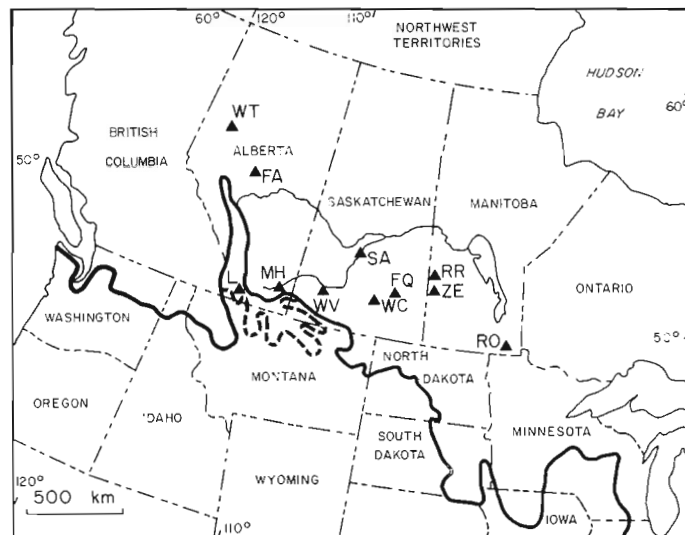 60° 120° 110°
NORTHWEST
TERRITORIES
HUDSON
BAY
60°
WT
BRITISH
COLUMBIA
50°
ALBERTA
FA
SASKATCHEWAN
MANITOBA
SA
L
MH
WV
FQ
WC
RR
ZE
ONTARIO
RO
50°
WASHINGTON
NORTH
DAKOTA
MONTANA
OREGON
IDAHO
SOUTH
DAKOTA
MINNESOTA
WYOMING
IOWA
120°
500 km
110°